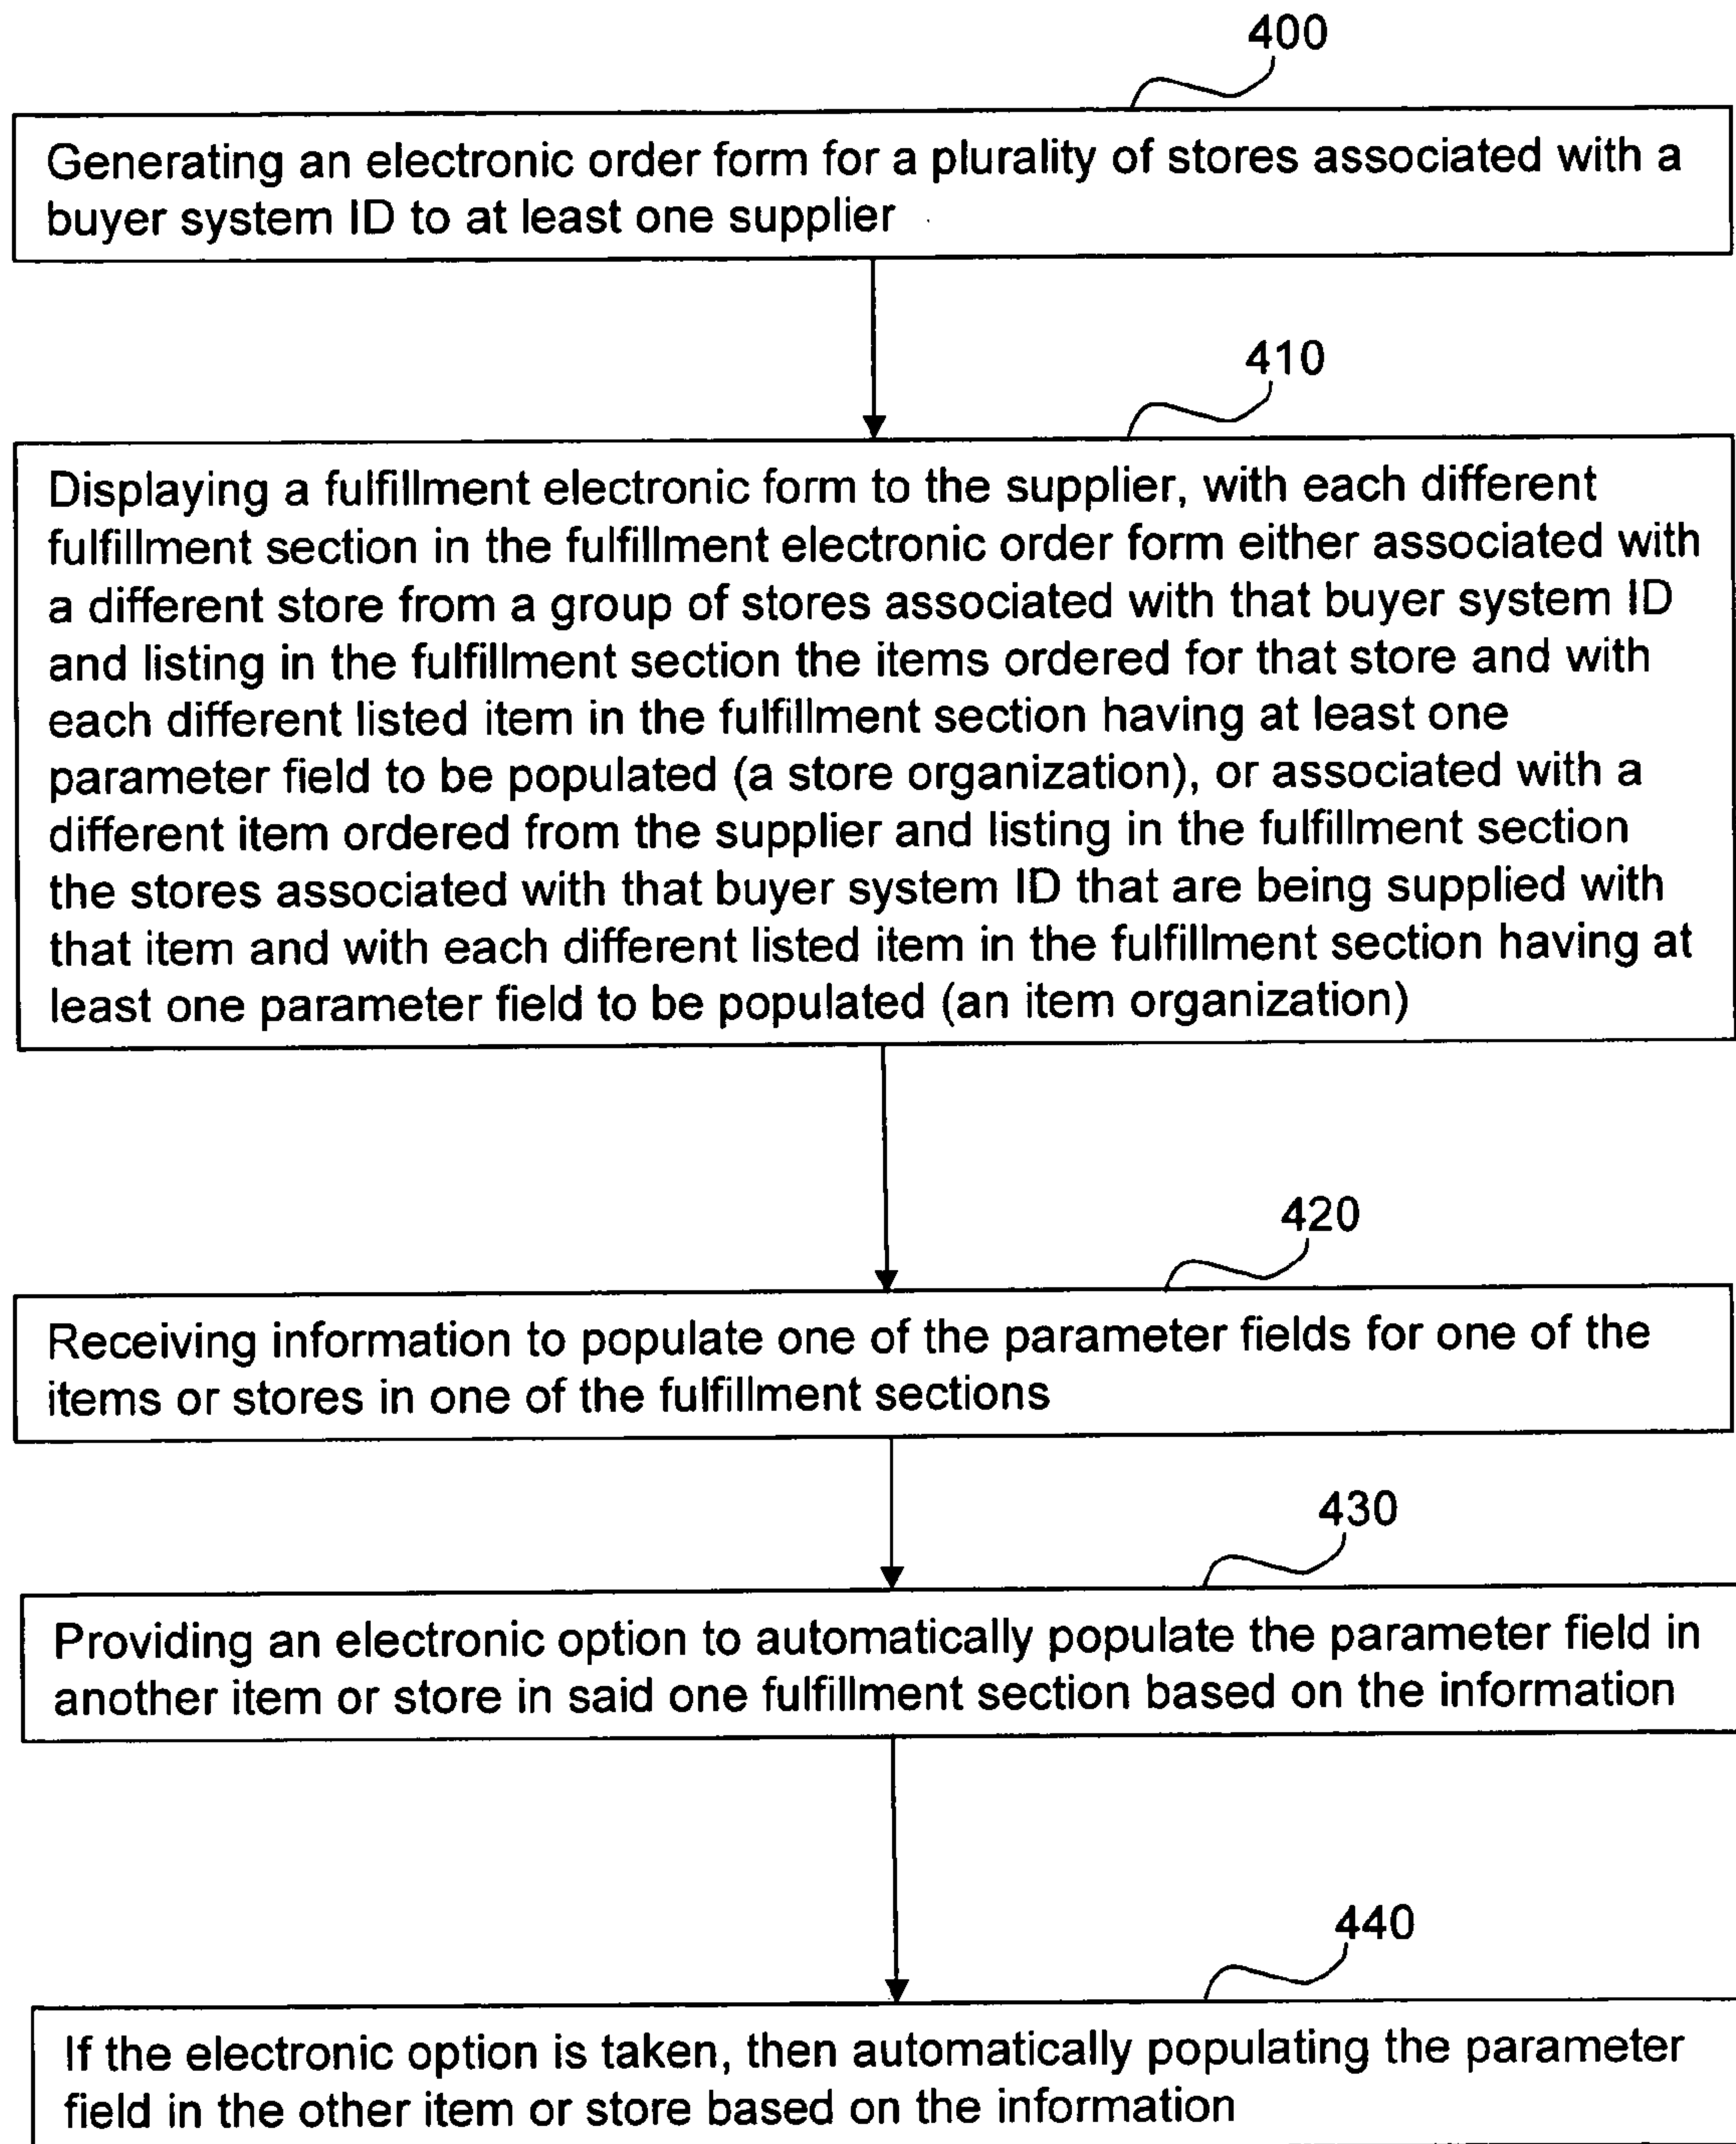 400
Generating an electronic order form for a plurality of stores associated with a
buyer system ID to at least one supplier
410
Displaying a fulfillment electronic form to the supplier, with each different
fulfillment section in the fulfillment electronic order form either associated with
a different store from a group of stores associated with that buyer system ID
and listing in the fulfillment section the items ordered for that store and with
each different listed item in the fulfillment section having at least one
parameter field to be populated (a store organization), or associated with a
different item ordered from the supplier and listing in the fulfillment section
the stores associated with that buyer system ID that are being supplied with
that item and with each different listed item in the fulfillment section having at
least one parameter field to be populated (an item organization)
420
Receiving information to populate one of the parameter fields for one of the
items or stores in one of the fulfillment sections
430
Providing an electronic option to automatically populate the parameter field in
another item or store in said one fulfillment section based on the information
440
If the electronic option is taken, then automatically populating the parameter
field in the other item or store based on the information